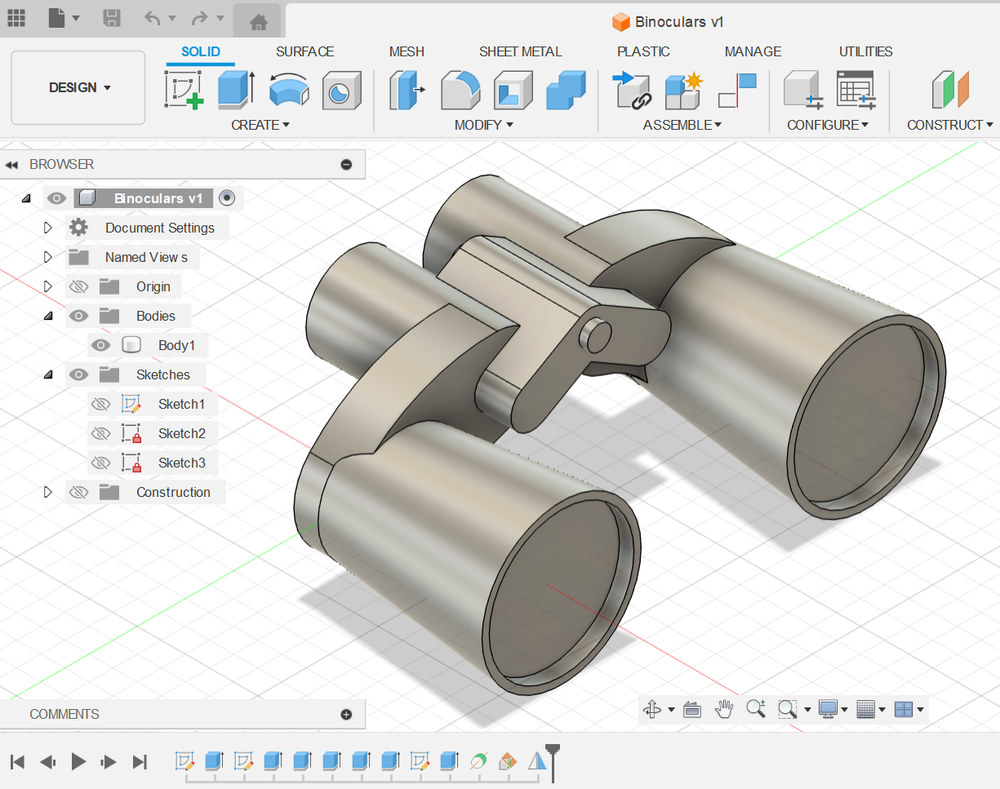 Binoculars v1
SOLID SURFACE MESH SHEET METAL PLASTIC MANAGE UTILITIES
DESIGN
CREATE MODIFY ASSEMBLE CONFIGURE CONSTRUCT
BROWSER
Binoculars v1
Document Settings
Named Views
Origin
Bodies
Body1
Sketches
Sketch1
Sketch2
Sketch3
Construction
COMMENTS